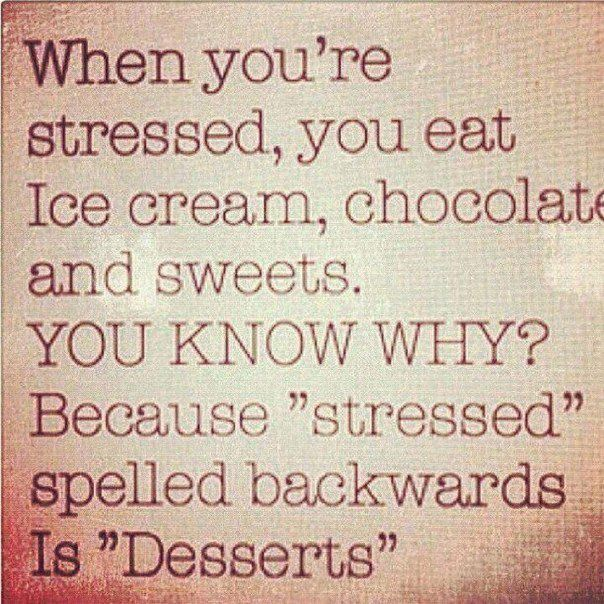 When you're
stressed, you eat
Ice cream, chocolate
and sweets.
YOU KNOW WHY?
Because "stressed"
spelled backwards
Is "Desserts"